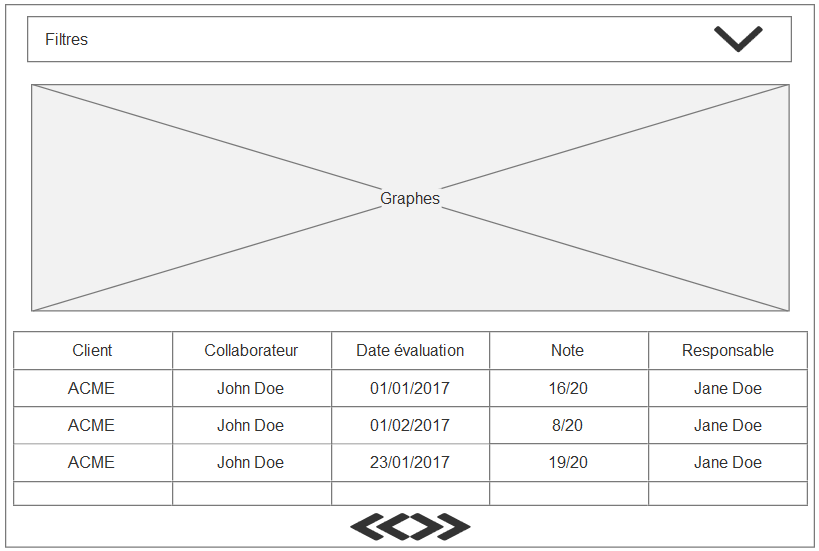 Filtres
Graphes
Client Collaborateur Date évaluation Note Responsable
ACME John Doe 01/01/2017 16/20 Jane Doe
ACME John Doe 01/02/2017 8/20 Jane Doe
ACME John Doe 23/01/2017 19/20 Jane Doe